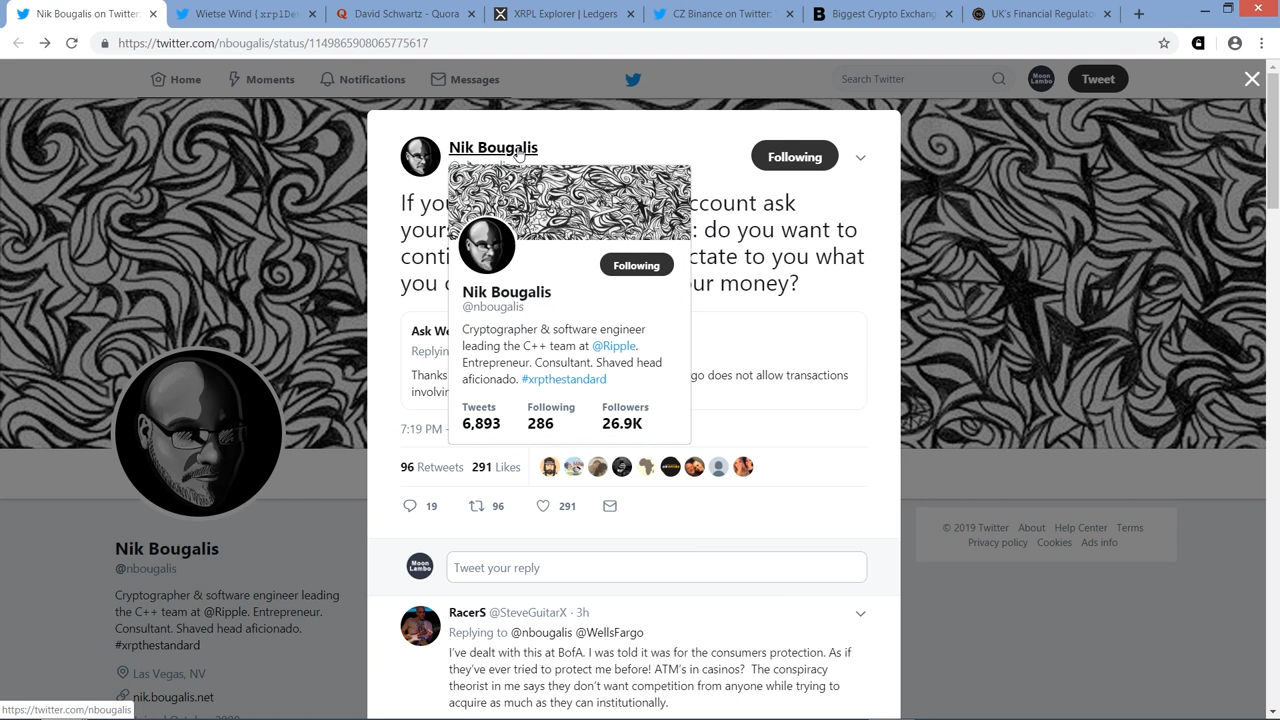 Nik Bougalis on Twitter:
Wietse Wind { xrplDe
David Schwartz - Quora
XRPL Explorer | Ledgers
CZ Binance on Twitter:
Biggest Crypto Exchang
UK's Financial Regulato
https://twitter.com/nbougalis/status/1149865908065775617
Home
Moments
Notifications
Messages
Search Twitter
Moon
Lambo
Tweet
Nik Bougalis
Following
If yo ccount ask
your : do you want to
conti ctate to you what
you ur money?
Following
Nik Bougalis
@nbougalis
Cryptographer & software engineer
leading the C++ team at @Ripple.
Entrepreneur. Consultant. Shaved head
aficionado. #xrpthestandard
Tweets Following Followers
6,893 286 26.9K
Ask We
Replyin
Thanks go does not allow transactions
involvin
7:19 PM
96 Retweets 291 Likes
19 96 291
Moon
Lambo
Tweet your reply
RacerS @SteveGuitarX · 3h
Replying to @nbougalis @WellsFargo
I've dealt with this at BofA. I was told it was for the consumers protection. As if
they've ever tried to protect me before! ATM's in casinos? The conspiracy
theorist in me says they don't want competition from anyone while trying to
acquire as much as they can institutionally.
Nik Bougalis
@nbougalis
Cryptographer & software engineer leading
the C++ team at @Ripple. Entrepreneur.
Consultant. Shaved head aficionado.
#xrpthestandard
Las Vegas, NV
nik.bougalis.net
© 2019 Twitter About Help Center Terms
Privacy policy Cookies Ads info
https://twitter.com/nbougalis